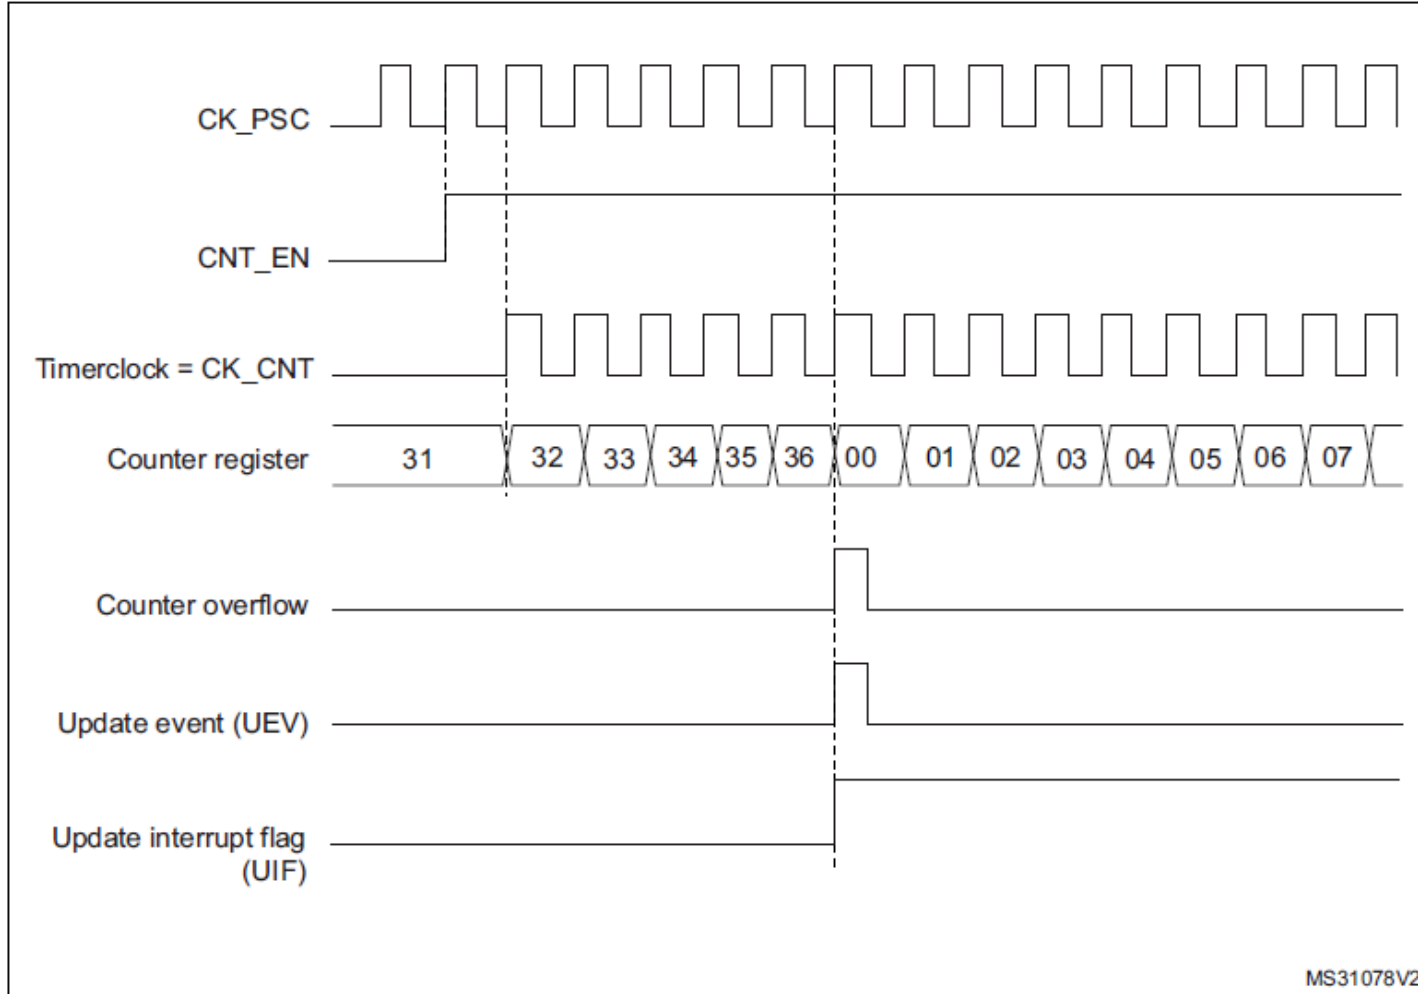 CK_PSC
CNT_EN
Timerclock = CK_CNT
Counter register 31 32 33 34 35 36 00 01 02 03 04 05 06 07
Counter overflow
Update event (UEV)
Update interrupt flag
(UIF)
MS31078V2